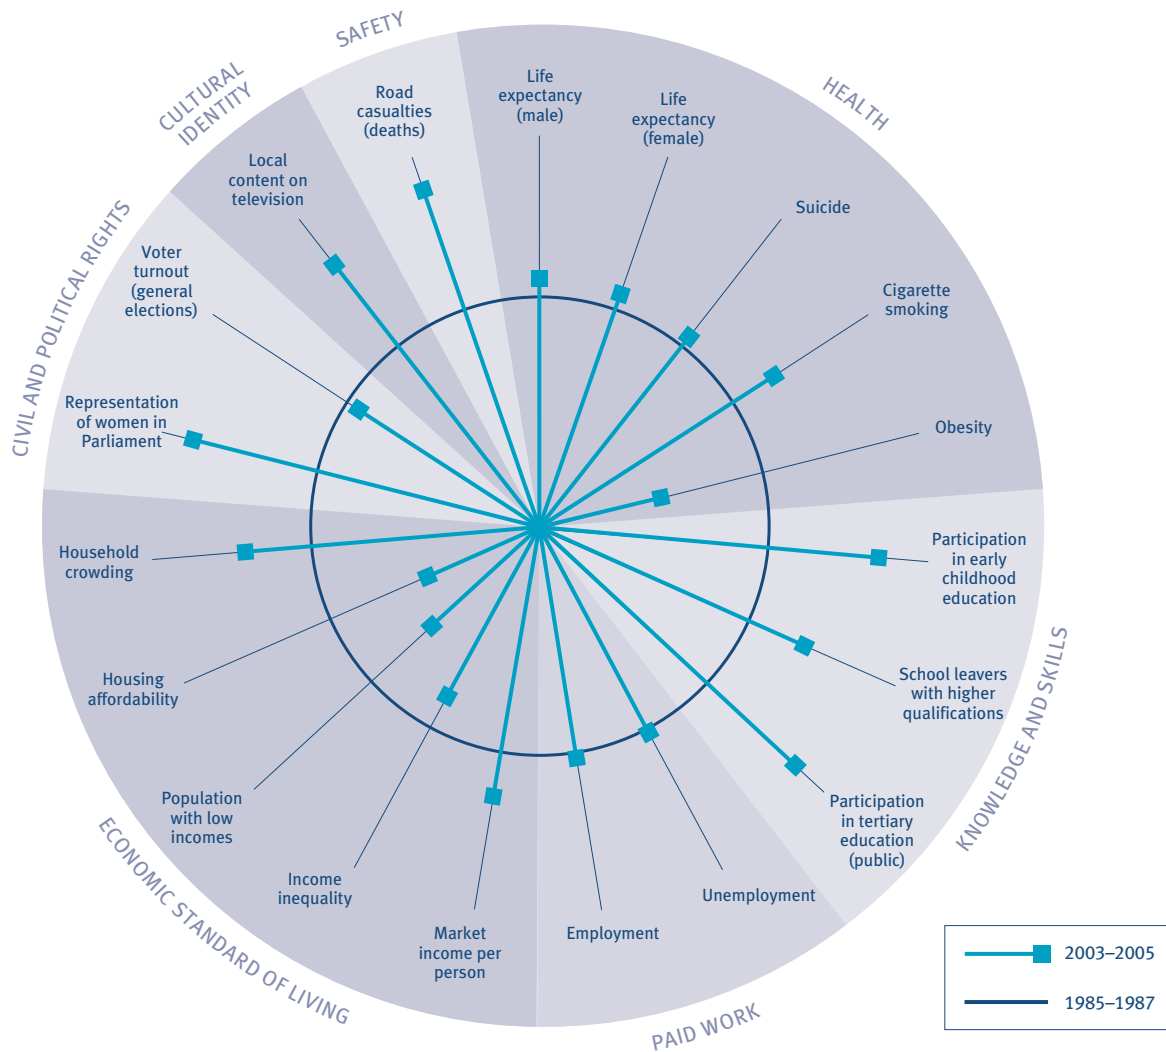 SAFETY
CULTURAL
IDENTITY
HEALTH
CIVIL AND POLITICAL RIGHTS
Life
expectancy
(male)
Life
expectancy
(female)
Suicide
Cigarette
smoking
Obesity
Participation
in early
childhood
education
School leavers
with higher
qualifications
Participation
in tertiary
education
(public)
KNOWLEDGE AND SKILLS
Unemployment
Employment
PAID WORK
Market
income per
person
Income
inequality
Population
with low
incomes
Housing
affordability
Household
crowding
ECONOMIC STANDARD OF LIVING
Representation
of women in
Parliament
Voter
turnout
(general
elections)
Local
content on
television
Road
casualties
(deaths)
2003–2005
1985–1987